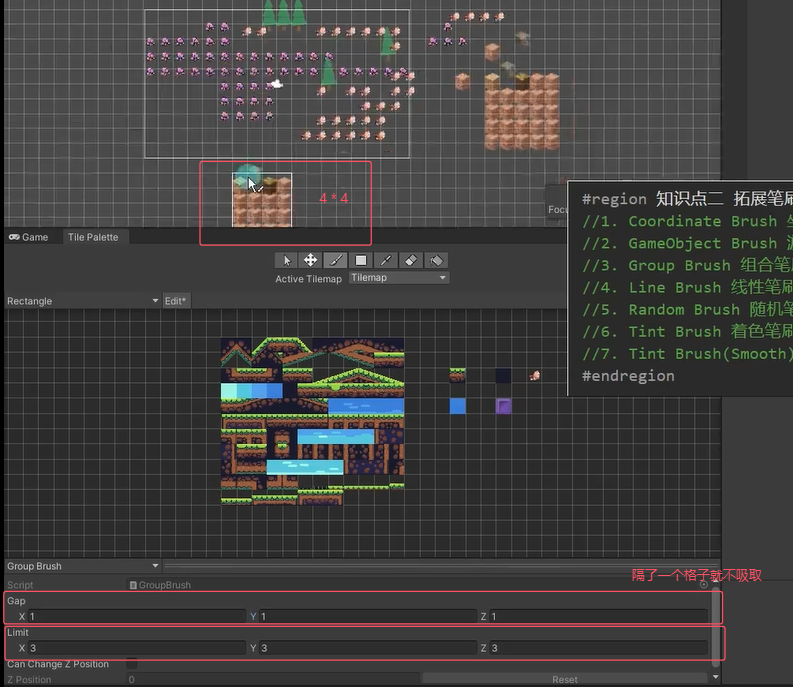 4*4
Focu
Game
Tile Palette
Active Tilemap
Tilemap
Rectangle
Edit*
#region 知识点二 拓展笔刷
//1. Coordinate Brush
//2. GameObject Brush
//3. Group Brush 组合笔
//4. Line Brush 线性笔刷
//5. Random Brush 随机笔
//6. Tint Brush 着色笔刷
//7. Tint Brush(Smooth)
#endregion
Group Brush
隔了一个格子就不吸取
Script
GroupBrush
Gap
X 1
Y 1
Z 1
Limit
X 3
Y 3
Z 3
Can Change Z Position
Z Position
0
Reset